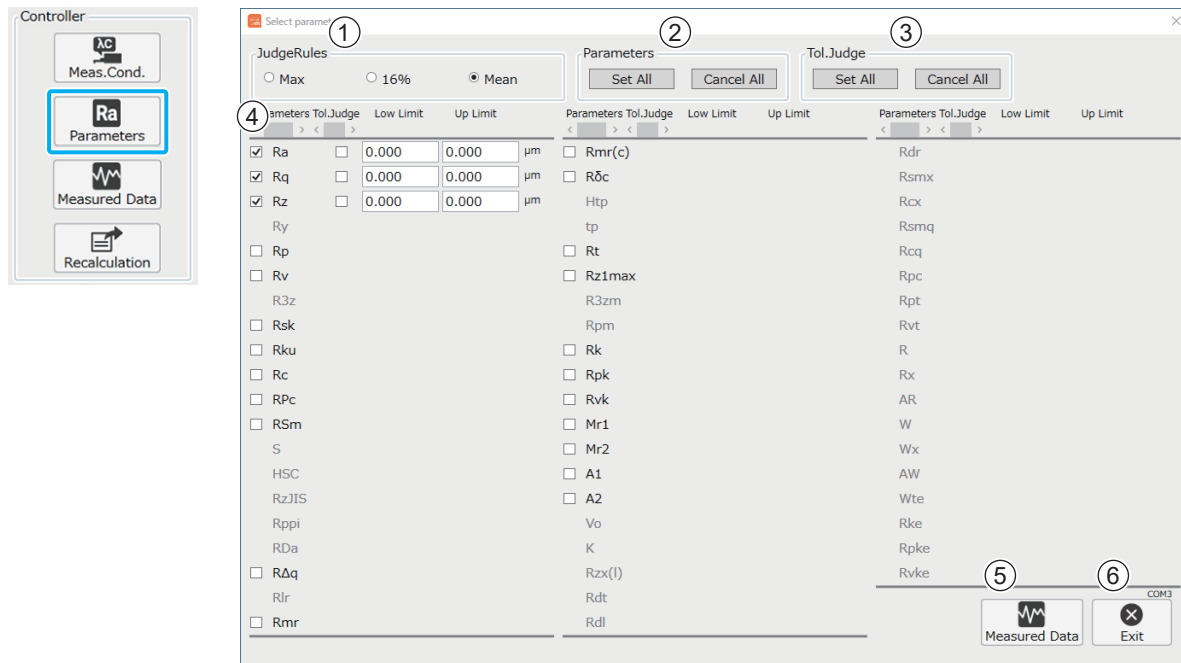 Controller
λC
Meas.Cond.
Ra
Parameters
Measured Data
Recalculation
Select paramet
1
2
3
JudgeRules
Parameters
Tol.Judge
Max
16%
Mean
Set All
Cancel All
Set All
Cancel All
4
ameters Tol.Judge Low Limit Up Limit
Parameters Tol.Judge Low Limit Up Limit
Parameters Tol.Judge Low Limit Up Limit
Ra 0.000 0.000 µm
Rq 0.000 0.000 µm
Rz 0.000 0.000 µm
Ry
Rp
Rv
R3z
Rsk
Rku
Rc
RPc
RSm
S
HSC
RzJIS
Rppi
RDa
RΔq
Rlr
Rmr
Rmr(c)
Rδc
Htp
tp
Rt
Rz1max
R3zm
Rpm
Rk
Rpk
Rvk
Mr1
Mr2
A1
A2
Vo
K
Rzx(l)
Rdt
Rdl
Rdr
Rsmx
Rcx
Rsmq
Rcq
Rpc
Rpt
Rvt
R
Rx
AR
W
Wx
AW
Wte
Rke
Rpke
Rvke
5
6
COM3
Measured Data
Exit